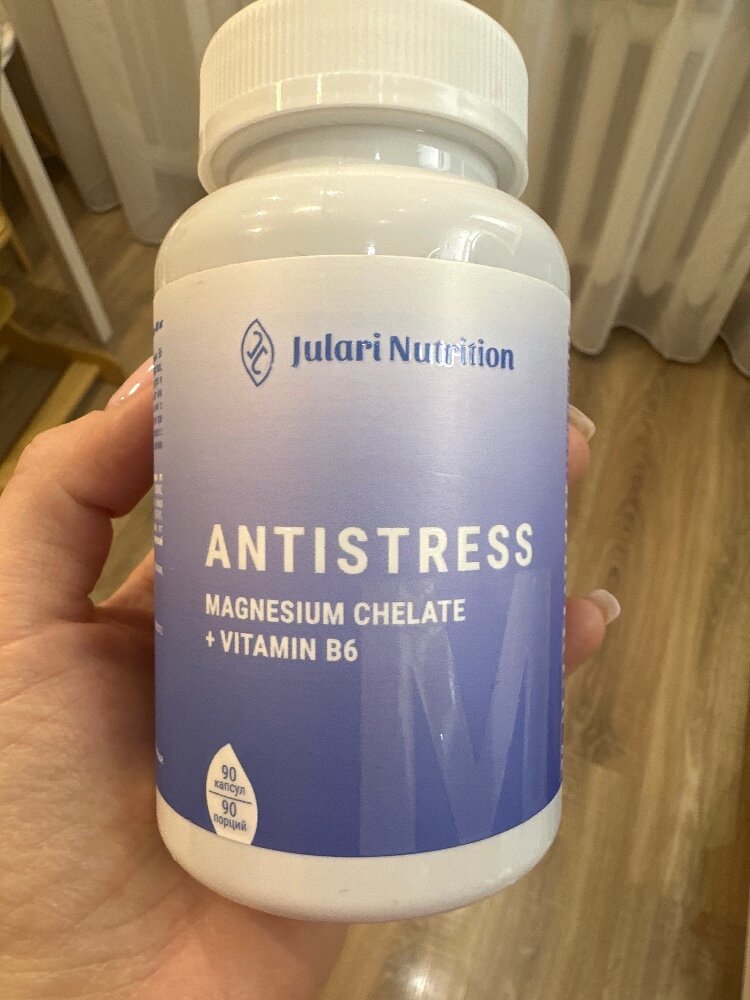 Julari Nutrition
ANTISTRESS
MAGNESIUM CHELATE
+ VITAMIN B6
90
капсул
90
порций